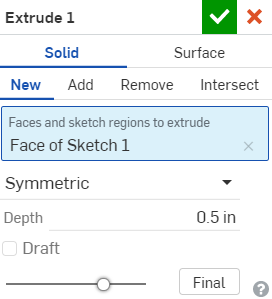 Extrude 1
Solid Surface
New Add Remove Intersect
Faces and sketch regions to extrude
Face of Sketch 1
Symmetric
Depth 0.5 in
Draft
Final